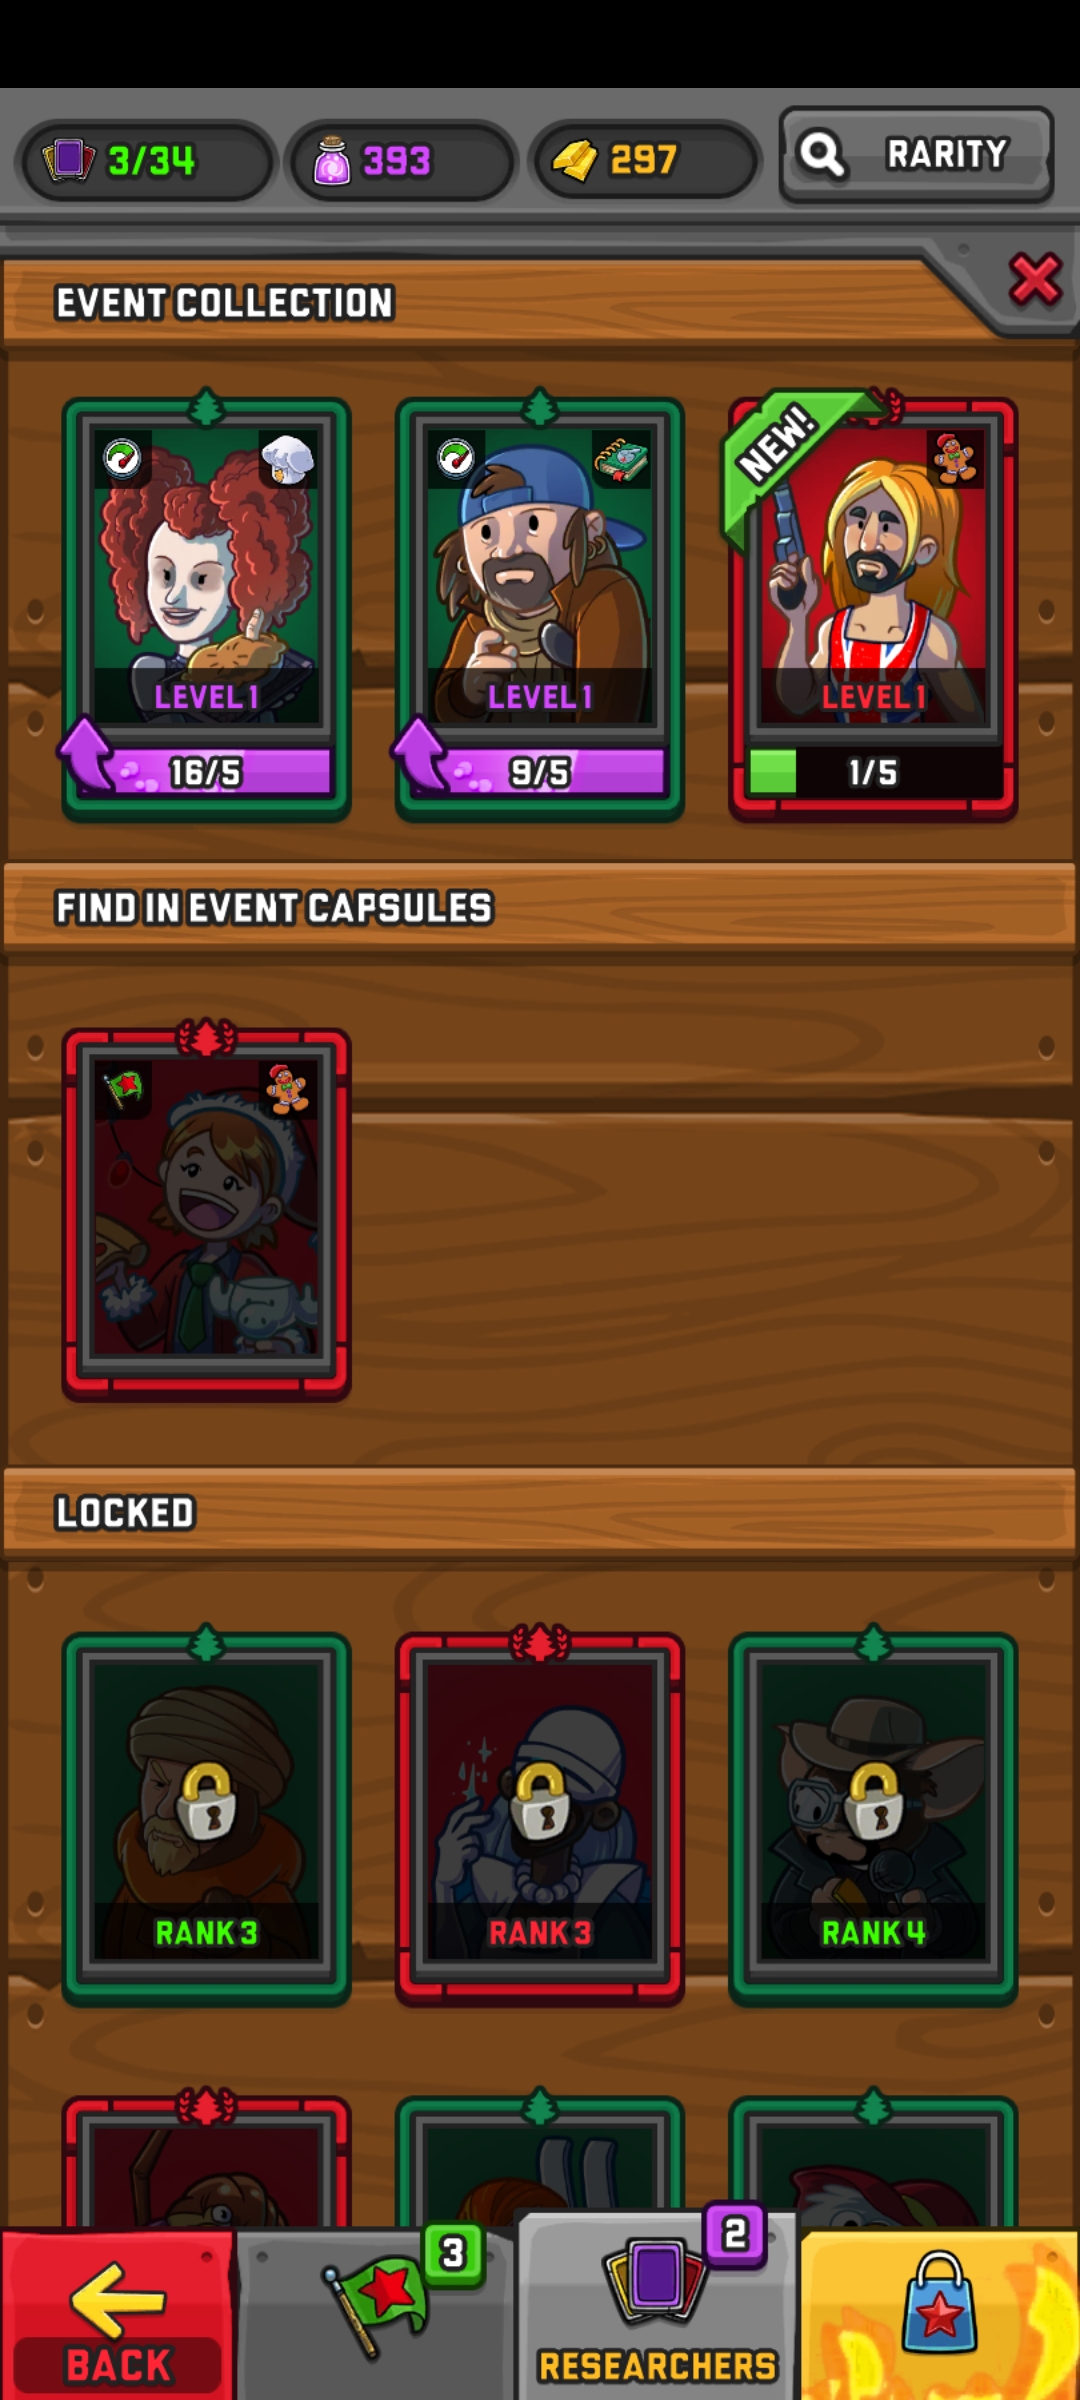 3/34
393
297
RARITY
EVENT COLLECTION
NEW!
LEVEL 1
LEVEL 1
LEVEL 1
16/5
9/5
1/5
FIND IN EVENT CAPSULES
LOCKED
RANK 3
RANK 3
RANK 4
3
2
BACK
RESEARCHERS